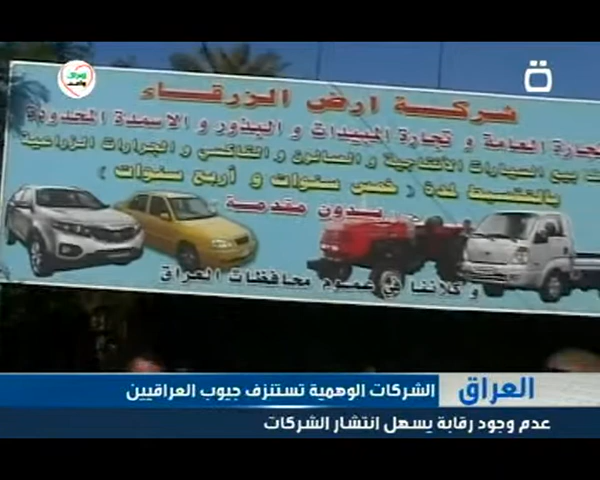 شركة ارض الزرقاء
التجارة العامة و تجارة المبيدات و البذور و الاسمدة المحدودة
بيع السيارات الانتاجية و الصالون و التاكسي و الجرارات الزراعية
بالتقسيط لمدة ( خمس سنوات و أربع سنوات )
بدون مقدمة
و كلائنا في عموم محافظات العراق
العراق
الشركات الوهمية تستنزف جيوب العراقيين
عدم وجود رقابة يسهل انتشار الشركات